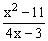 x² − 11
4x − 3